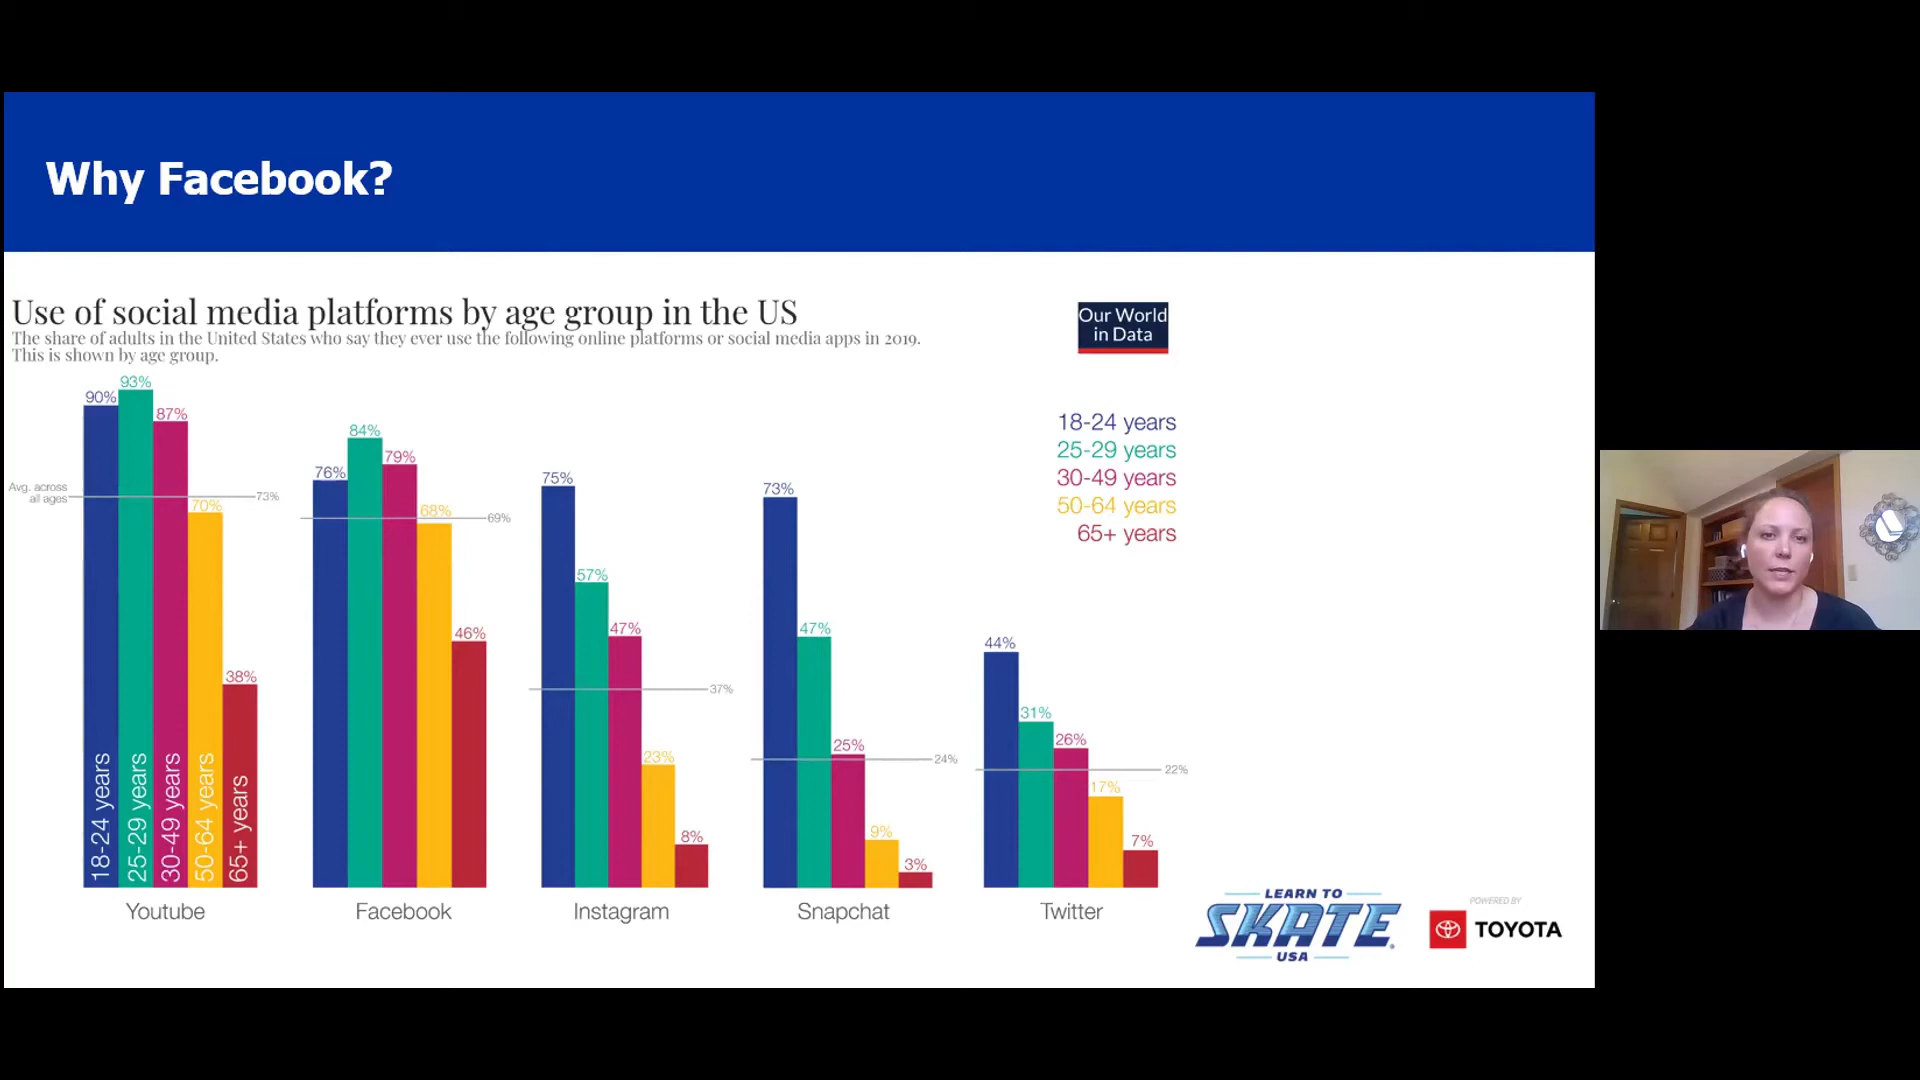 Why Facebook?
Use of social media platforms by age group in the US
The share of adults in the United States who say they ever use the following online platforms or social media apps in 2019.
This is shown by age group.
Our World
in Data
18-24 years
25-29 years
30-49 years
50-64 years
65+ years
Avg. across
all ages
90%
93%
87%
70%
38%
73%
18-24 years
25-29 years
30-49 years
50-64 years
65+ years
Youtube
76%
84%
79%
68%
46%
69%
Facebook
75%
57%
47%
23%
8%
37%
Instagram
73%
47%
25%
9%
3%
24%
Snapchat
44%
31%
26%
17%
7%
22%
Twitter
LEARN TO
SKATE
USA
POWERED BY
TOYOTA